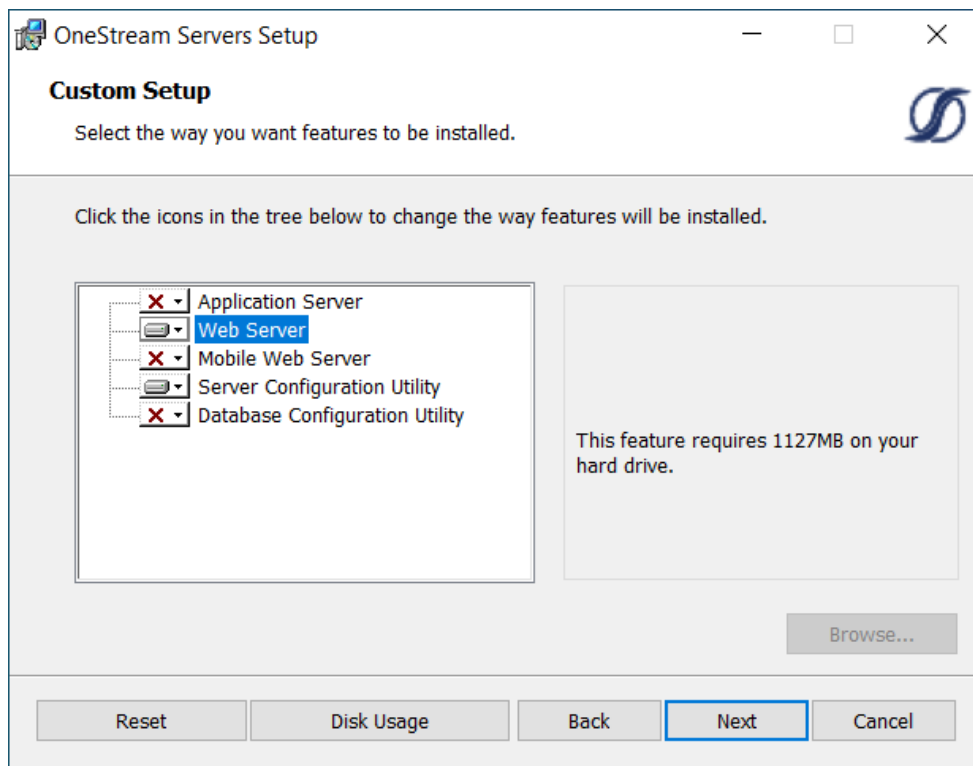 OneStream Servers Setup
Custom Setup
Select the way you want features to be installed.
Click the icons in the tree below to change the way features will be installed.
Application Server
Web Server
Mobile Web Server
Server Configuration Utility
Database Configuration Utility
This feature requires 1127MB on your
hard drive.
Browse...
Reset
Disk Usage
Back
Next
Cancel